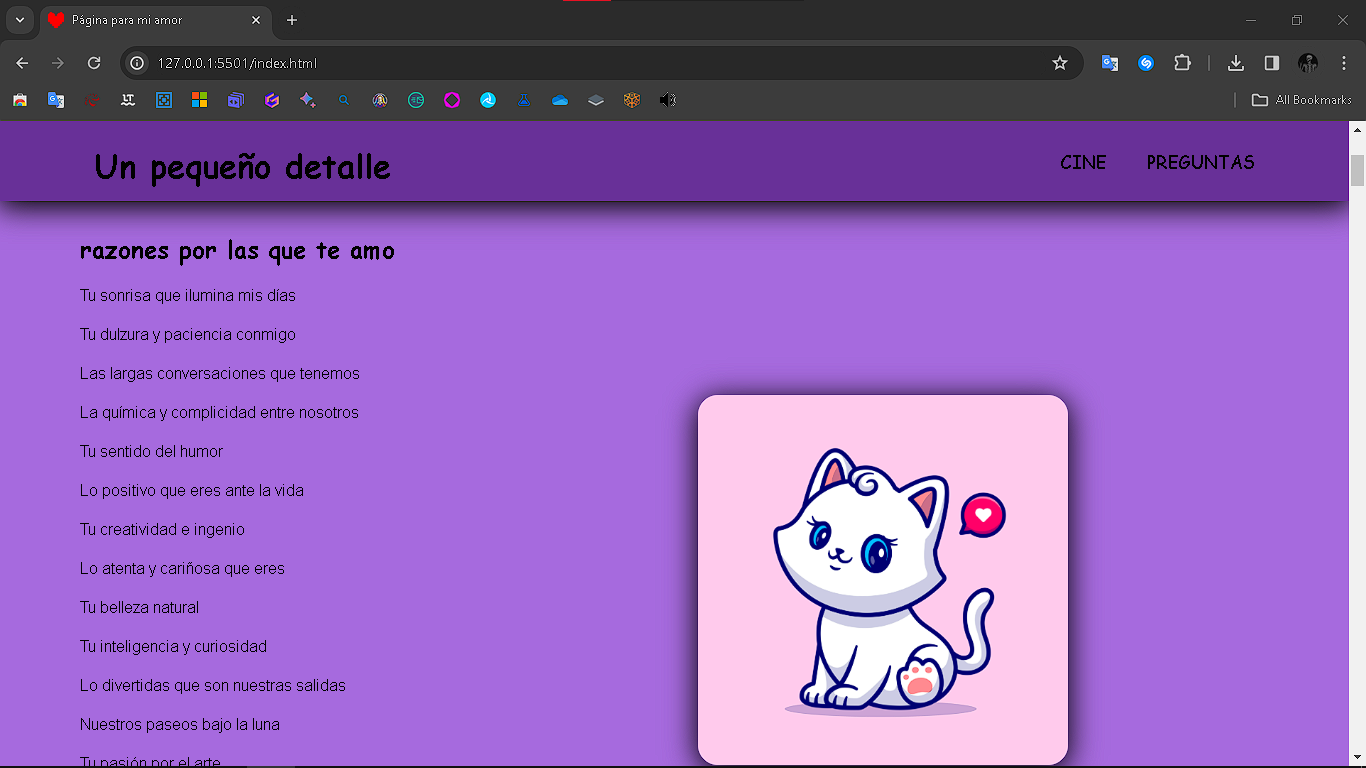 Página para mi amor
127.0.0.1:5501/index.html
All Bookmarks
Un pequeño detalle
CINE PREGUNTAS
razones por las que te amo
Tu sonrisa que ilumina mis días
Tu dulzura y paciencia conmigo
Las largas conversaciones que tenemos
La química y complicidad entre nosotros
Tu sentido del humor
Lo positivo que eres ante la vida
Tu creatividad e ingenio
Lo atenta y cariñosa que eres
Tu belleza natural
Tu inteligencia y curiosidad
Lo divertidas que son nuestras salidas
Nuestros paseos bajo la luna
Tu pasión por el arte